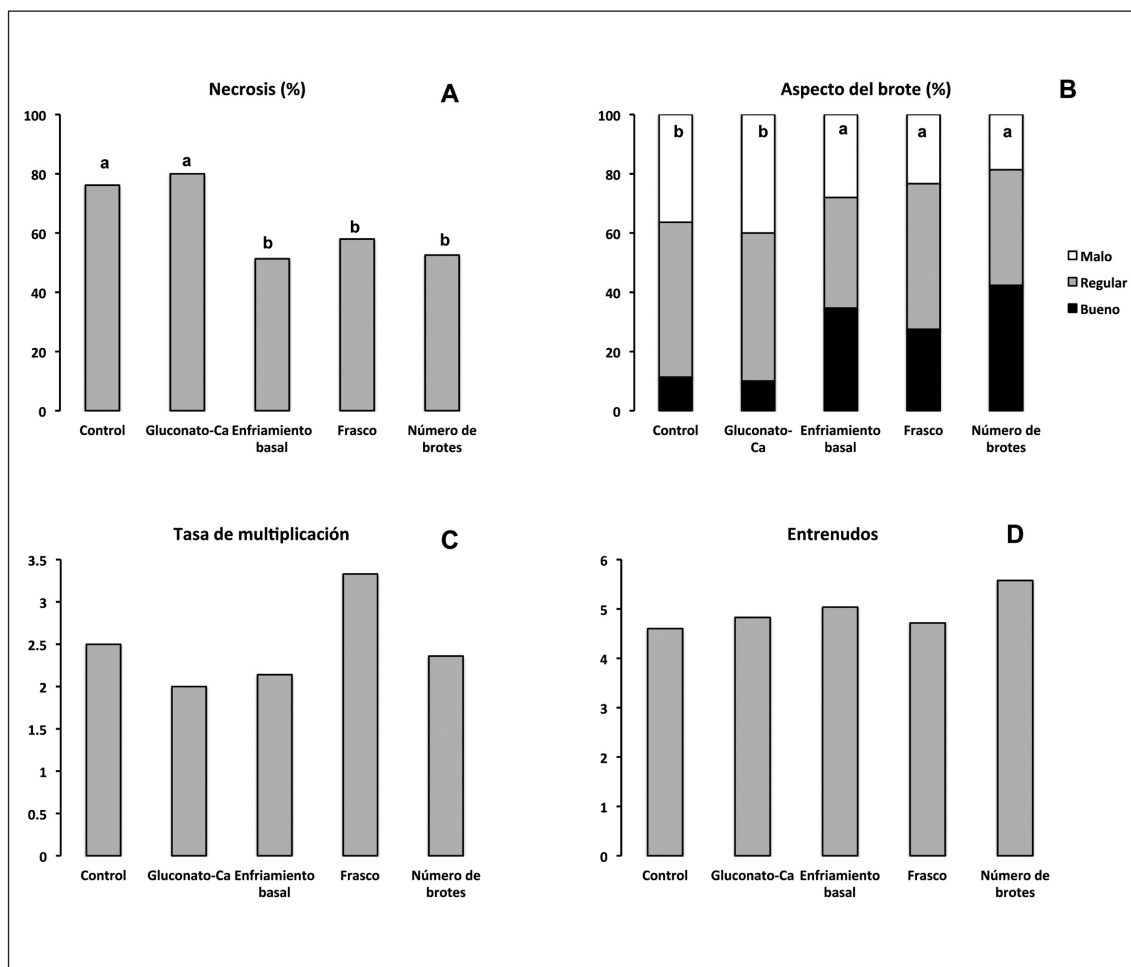 Necrosis (%)
A
100
80
60
40
20
0
a
a
b
b
b
Control
Gluconato-Ca
Enfriamiento
basal
Frasco
Número de
brotes
Aspecto del brote (%)
B
100
80
60
40
20
0
b
b
a
a
a
Malo
Regular
Bueno
Control
Gluconato-
Ca
Enfriamiento
basal
Frasco
Número de
brotes
Tasa de multiplicación
C
3.5
3
2.5
2
1.5
1
0.5
0
Control
Gluconato-Ca
Enfriamiento
basal
Frasco
Número de
brotes
Entrenudos
D
6
5
4
3
2
1
0
Control
Gluconato-Ca
Enfriamiento
basal
Frasco
Número de
brotes